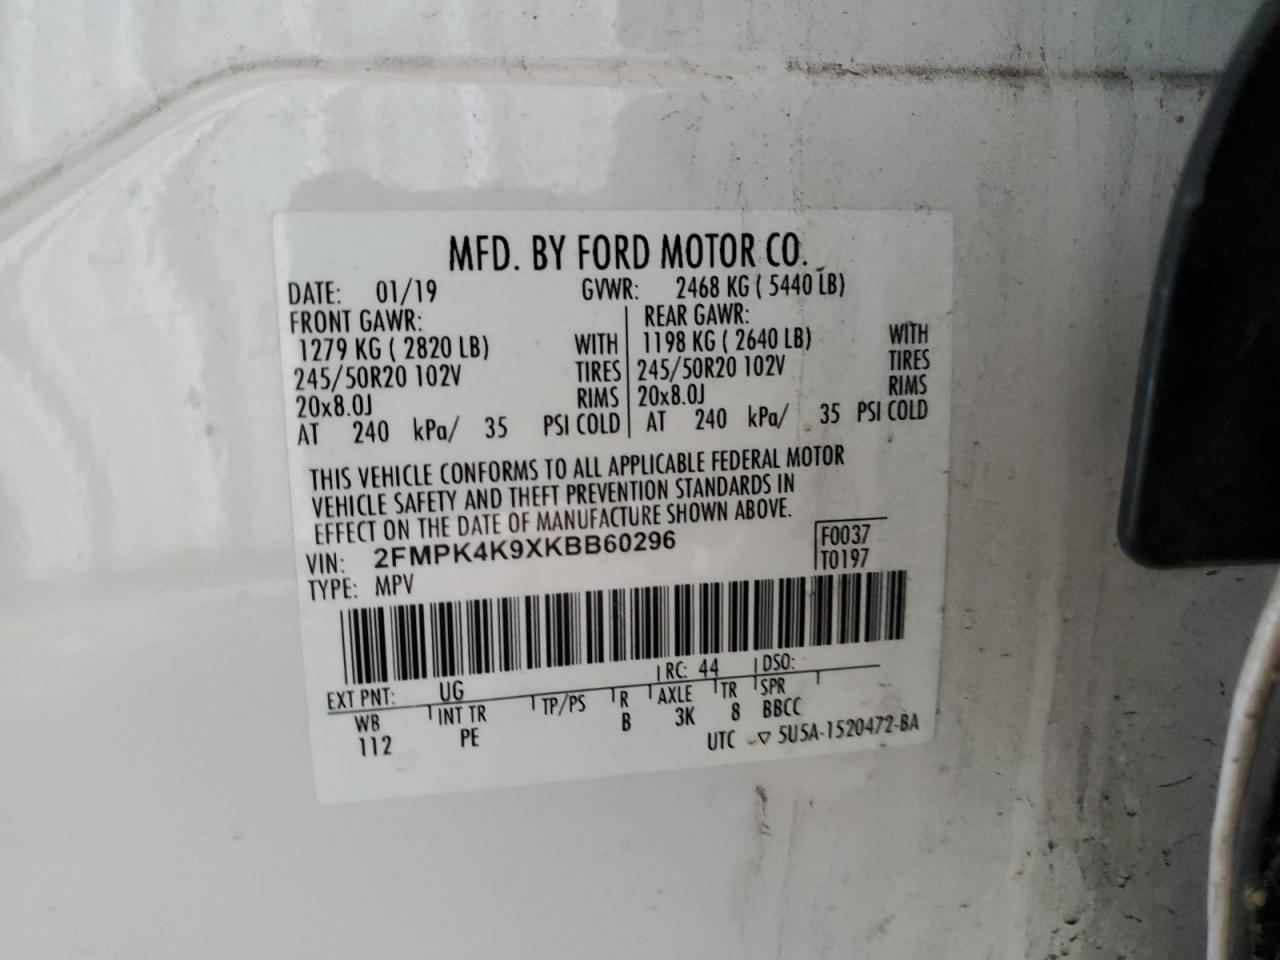 MFD. BY FORD MOTOR CO.
DATE: 01/19 GVWR: 2468 KG ( 5440 LB)
FRONT GAWR: REAR GAWR:
1279 KG ( 2820 LB) WITH 1198 KG ( 2640 LB) WITH
245/50R20 102V TIRES 245/50R20 102V TIRES
20x8.0J RIMS 20x8.0J RIMS
AT 240 kPa/ 35 PSI COLD AT 240 kPa/ 35 PSI COLD
THIS VEHICLE CONFORMS TO ALL APPLICABLE FEDERAL MOTOR
VEHICLE SAFETY AND THEFT PREVENTION STANDARDS IN
EFFECT ON THE DATE OF MANUFACTURE SHOWN ABOVE.
VIN: 2FMPK4K9XKBB60296 F0037
TYPE: MPV T0197
EXT PNT: UG RC: 44 DSO:
WB INT TR TP/PS R AXLE TR SPR
112 PE B 3K 8 BBCC
UTC ▽ 5U5A-1520472-BA